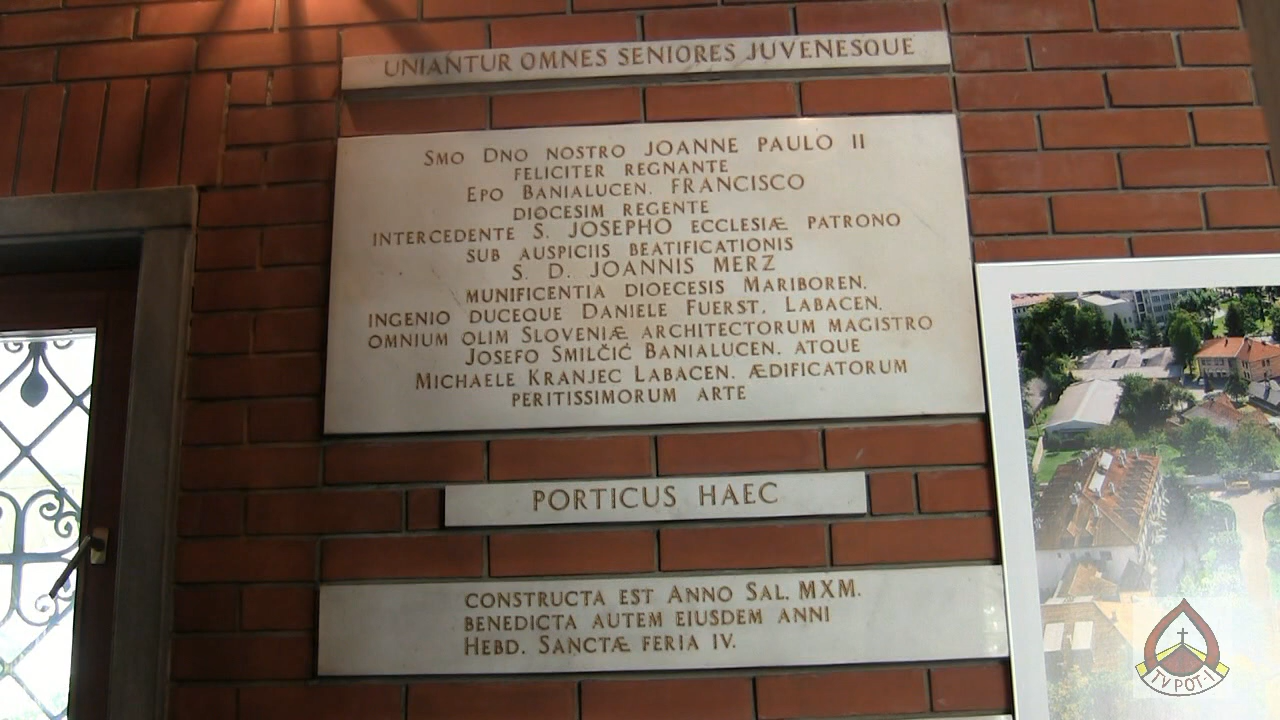 UNIANTUR OMNES SENIORES JUVENESQUE
SMO DNO NOSTRO JOANNE PAULO II
FELICITER REGNANTE
EPO BANIALUCEN. FRANCISCO
DIOCESIM REGENTE
INTERCEDENTE S. JOSEPHO ECCLESIÆ PATRONO
SUB AUSPICIIS BEATIFICATIONIS
S. D. JOANNIS MERZ
MUNIFICENTIA DIOECESIS MARIBOREN.
INGENIO DUCEQUE DANIELE FUERST. LABACEN.
OMNIUM OLIM SLOVENIÆ ARCHITECTORUM MAGISTRO
JOSEFO SMILČIĆ BANIALUCEN. ATQUE
MICHAELE KRANJEC LABACEN. ÆDIFICATORUM
PERITISSIMORUM ARTE
PORTICUS HAEC
CONSTRUCTA EST ANNO SAL. MXM.
BENEDICTA AUTEM EIUSDEM ANNI
HEBD. SANCTÆ FERIA IV.
TV POT-1